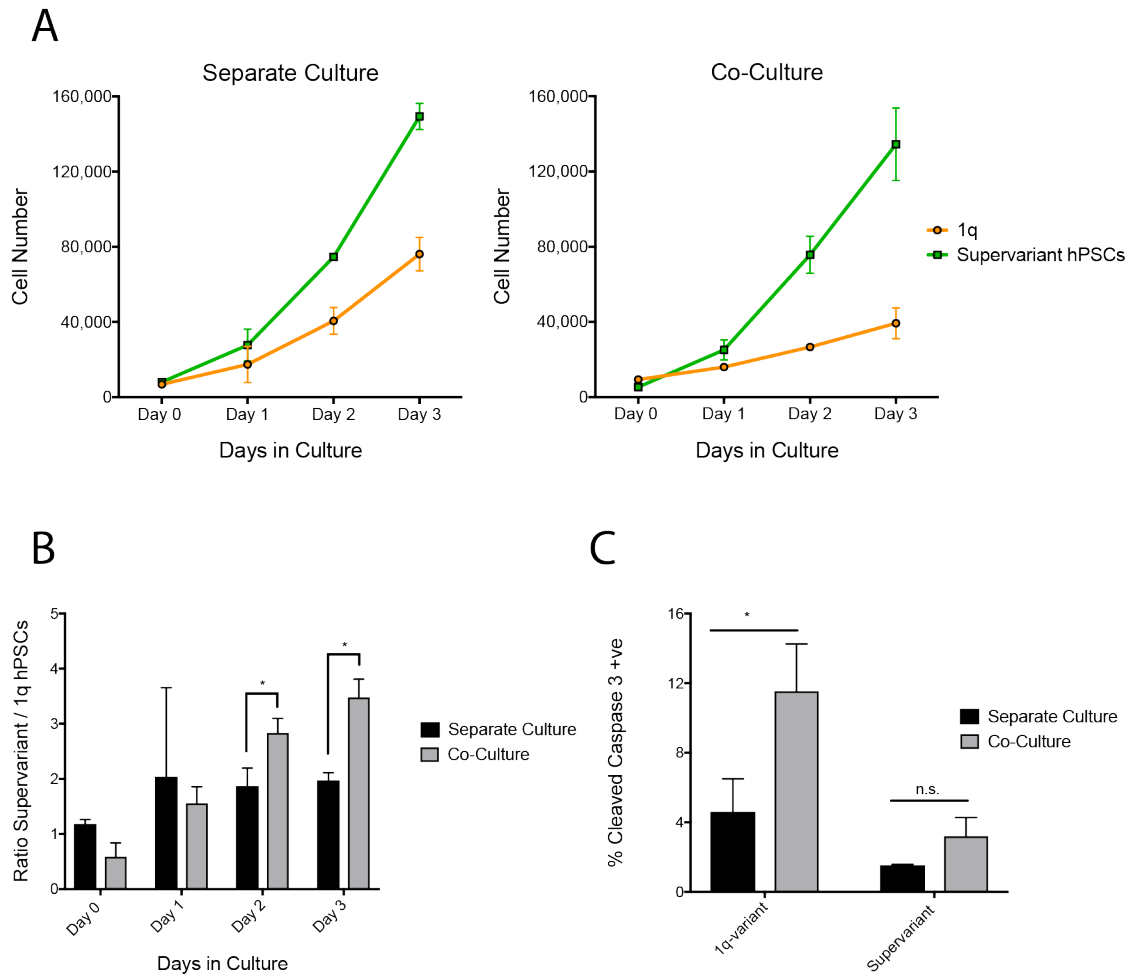 A
Separate Culture
160,000
120,000
80,000
40,000
0
Cell Number
Day 0 Day 1 Day 2 Day 3
Days in Culture
Co-Culture
160,000
120,000
80,000
40,000
0
Cell Number
Day 0 Day 1 Day 2 Day 3
Days in Culture
1q
Supervariant hPSCs
B
5
4
3
2
1
0
Ratio Supervariant / 1q hPSCs
*
*
Day 0 Day 1 Day 2 Day 3
Days in Culture
Separate Culture
Co-Culture
C
16
12
8
4
0
% Cleaved Caspase 3 +ve
*
n.s.
1q-variant Supervariant
Separate Culture
Co-Culture